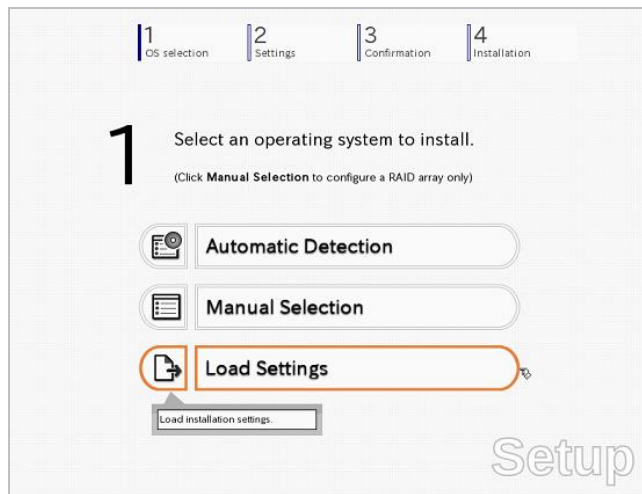 1
OS selection
2
Settings
3
Confirmation
4
Installation
1
Select an operating system to install.
(Click Manual Selection to configure a RAID array only)
Automatic Detection
Manual Selection
Load Settings
Load installation settings.
Setup